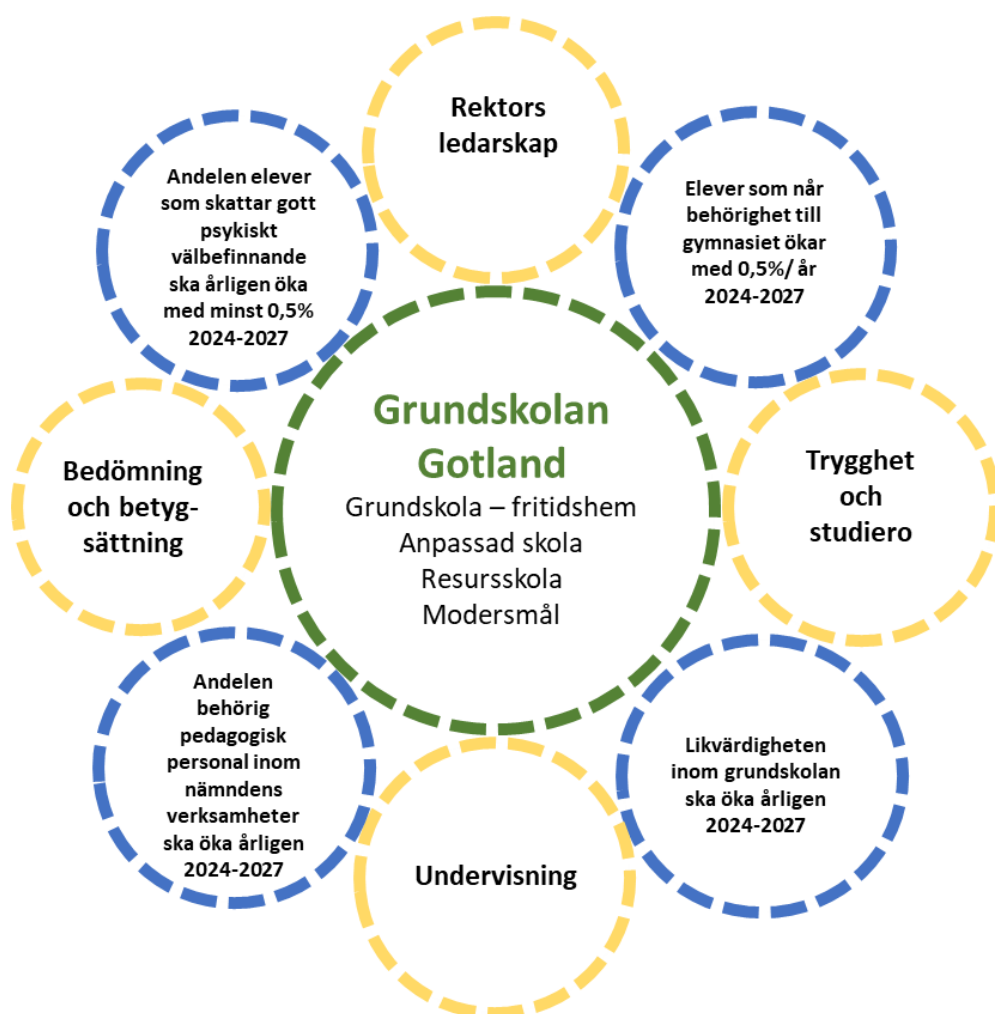 Rektors
ledarskap
Andelen elever
som skattar gott
psykiskt
välbefinnande
ska årligen öka
med minst 0,5%
2024-2027
Elever som når
behörighet till
gymnasiet ökar
med 0,5%/ år
2024-2027
Grundskolan
Gotland
Grundskola – fritidshem
Anpassad skola
Resursskola
Modersmål
Bedömning
och betyg-
sättning
Trygghet
och
studiero
Andelen
behörig
pedagogisk
personal inom
nämndens
verksamheter
ska öka årligen
2024-2027
Likvärdigheten
inom grundskolan
ska öka årligen
2024-2027
Undervisning